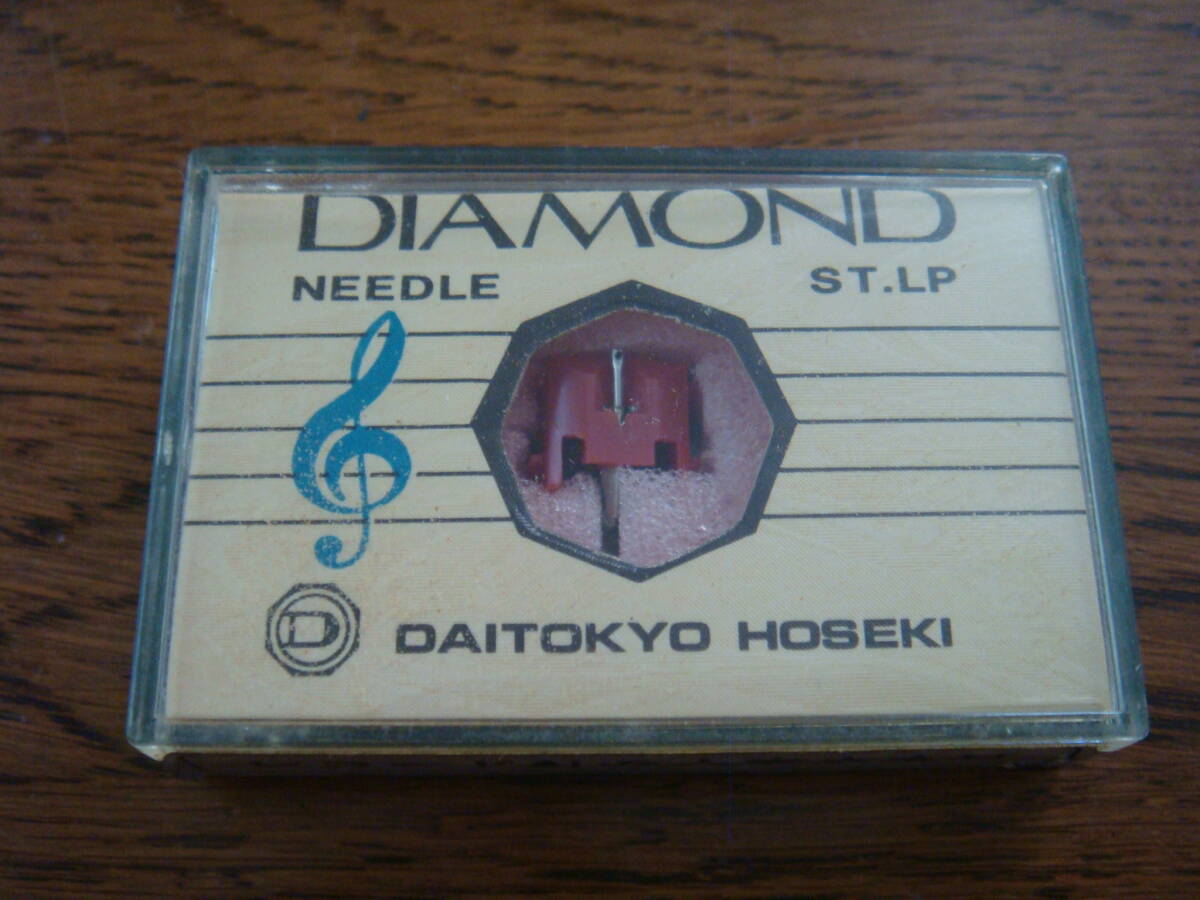 DIAMOND
NEEDLE ST.LP
D
DAITOKYO HOSEKI